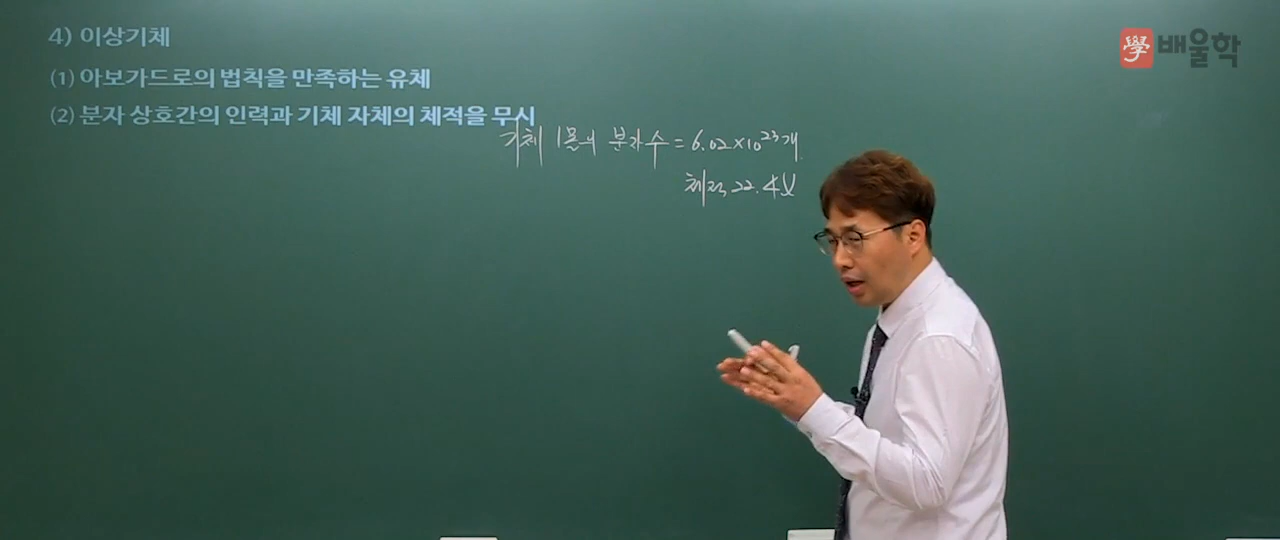 4) 이상기체
學 배울학
(1) 아보가드로의 법칙을 만족하는 유체
(2) 분자 상호간의 인력과 기체 자체의 체적을 무시
기체 1몰의 분자수 = 6.02×10²³개
체적 22.4